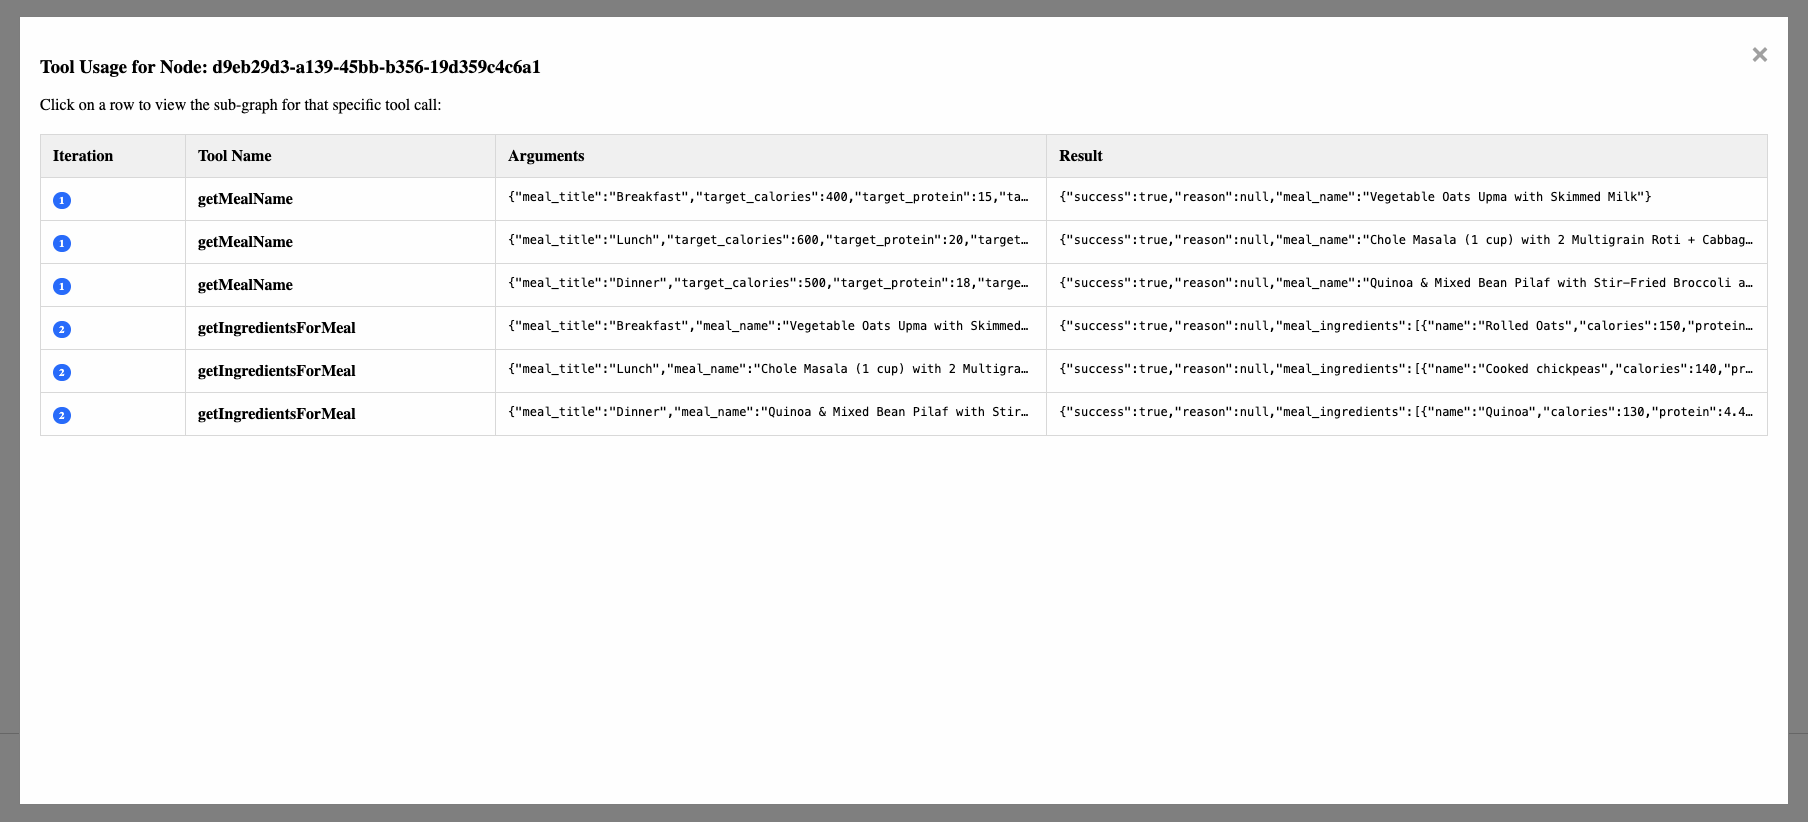 ×
Tool Usage for Node: d9eb29d3-a139-45bb-b356-19d359c4c6a1
Click on a row to view the sub-graph for that specific tool call:
Iteration Tool Name Arguments Result
1 getMealName {"meal_title":"Breakfast","target_calories":400,"target_protein":15,"ta… {"success":true,"reason":null,"meal_name":"Vegetable Oats Upma with Skimmed Milk"}
1 getMealName {"meal_title":"Lunch","target_calories":600,"target_protein":20,"target… {"success":true,"reason":null,"meal_name":"Chole Masala (1 cup) with 2 Multigrain Roti + Cabbag…
1 getMealName {"meal_title":"Dinner","target_calories":500,"target_protein":18,"targe… {"success":true,"reason":null,"meal_name":"Quinoa & Mixed Bean Pilaf with Stir-Fried Broccoli a…
2 getIngredientsForMeal {"meal_title":"Breakfast","meal_name":"Vegetable Oats Upma with Skimmed… {"success":true,"reason":null,"meal_ingredients":[{"name":"Rolled Oats","calories":150,"protein…
2 getIngredientsForMeal {"meal_title":"Lunch","meal_name":"Chole Masala (1 cup) with 2 Multigra… {"success":true,"reason":null,"meal_ingredients":[{"name":"Cooked chickpeas","calories":140,"pr…
2 getIngredientsForMeal {"meal_title":"Dinner","meal_name":"Quinoa & Mixed Bean Pilaf with Stir… {"success":true,"reason":null,"meal_ingredients":[{"name":"Quinoa","calories":130,"protein":4.4…